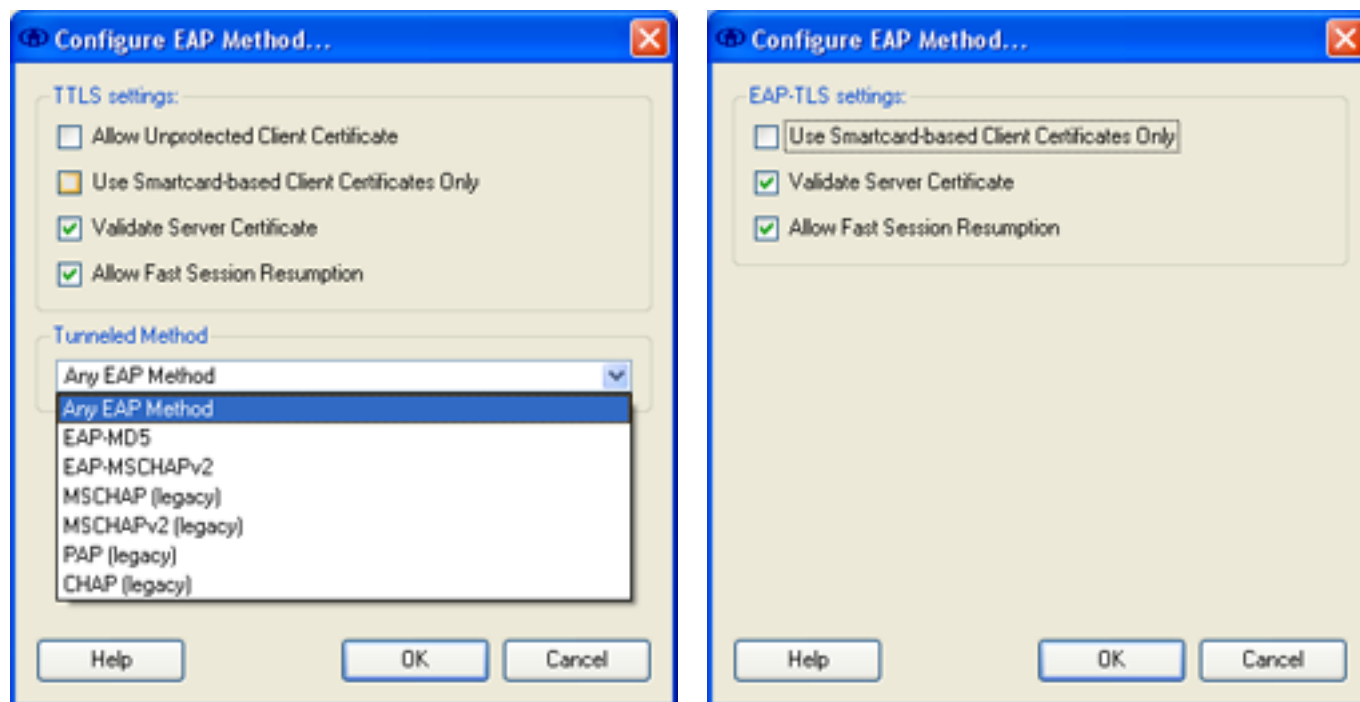 Configure EAP Method...
TTLS settings:
Allow Unprotected Client Certificate
Use Smartcard-based Client Certificates Only
Validate Server Certificate
Allow Fast Session Resumption
Tunneled Method
Any EAP Method
Any EAP Method
EAP-MD5
EAP-MSCHAPv2
MSCHAP (legacy)
MSCHAPv2 (legacy)
PAP (legacy)
CHAP (legacy)
Help
OK
Cancel
Configure EAP Method...
EAP-TLS settings:
Use Smartcard-based Client Certificates Only
Validate Server Certificate
Allow Fast Session Resumption
Help
OK
Cancel